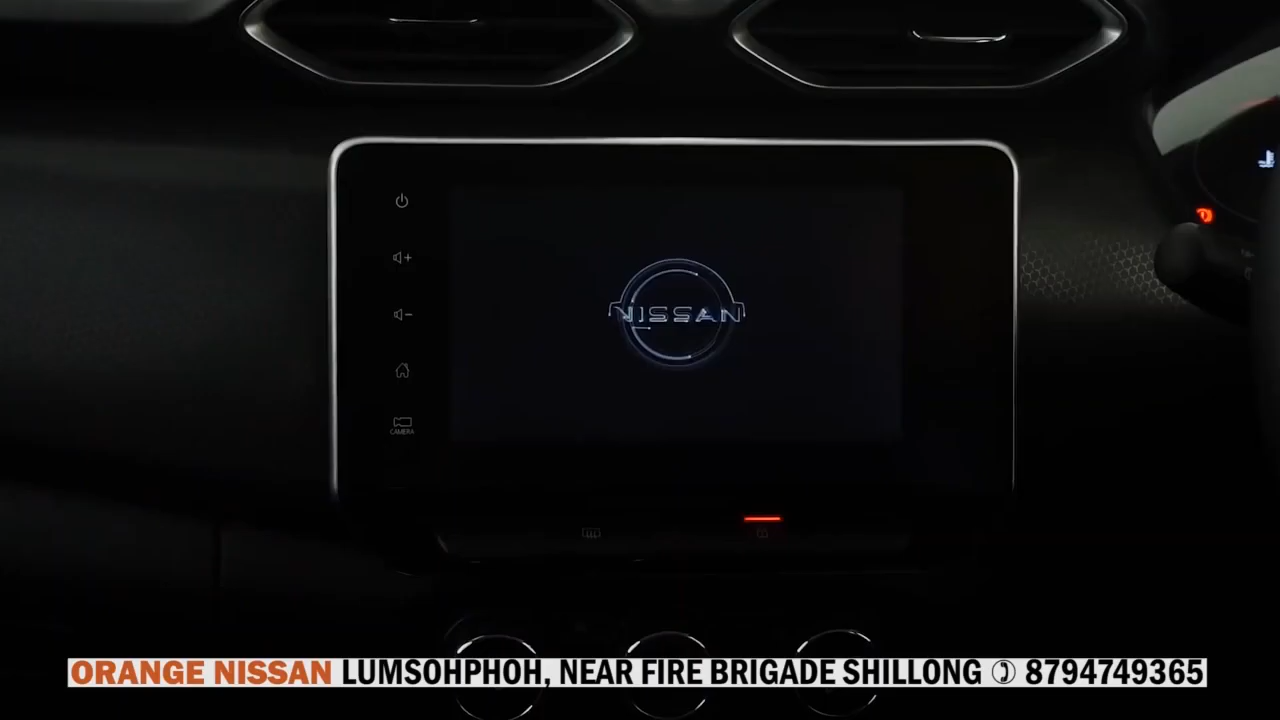 NISSAN
CAMERA
ORANGE NISSAN LUMSOHPHOH, NEAR FIRE BRIGADE SHILLONG ✆ 8794749365